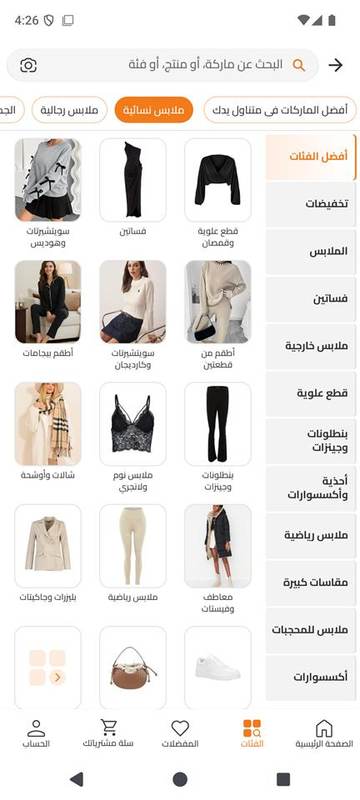 4:26
البحث عن ماركة، أو منتج، أو فئة
أفضل الماركات في متناول يدك
ملابس نسائية
ملابس رجالية
الجم
أفضل الفئات
تخفيضات
الملابس
فساتين
ملابس خارجية
قطع علوية
بنطلونات
وجينزات
أحذية
وأكسسوارات
ملابس رياضية
مقاسات كبيرة
ملابس للمحجبات
أكسسوارات
قطع علوية
وقمصان
فساتين
سويتشيرتات
وهوديس
أطقم من
قطعتين
سويتشيرتات
وكارديجان
أطقم بيجامات
بنطلونات
وجينزات
ملابس نوم
ولانجري
شالات وأوشحة
معاطف
وفيستات
ملابس رياضية
بليزرات وجاكيتات
الصفحة الرئيسية
الفئات
المفضلات
سلة مشترياتك
الحساب